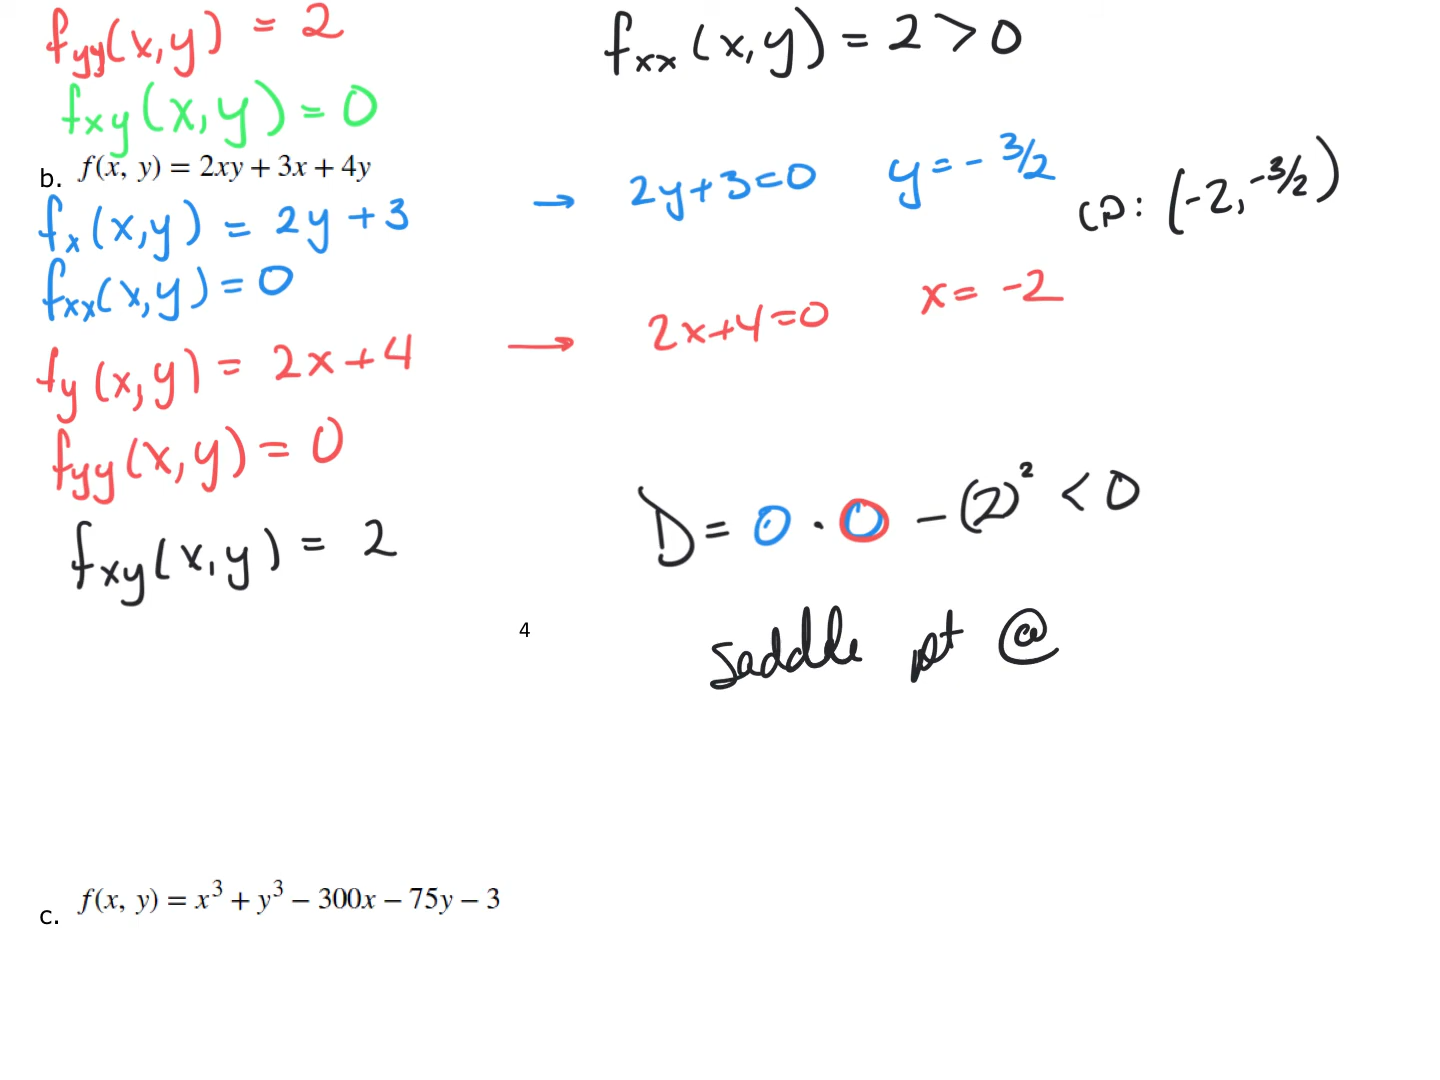 fyy(x,y) = 2
fxx(x,y) = 2 > 0
fxy(x,y) = 0
b. f(x, y) = 2xy + 3x + 4y
fx(x,y) = 2y + 3 → 2y+3=0 y = - 3/2 CP: (-2, -3/2)
fxx(x,y) = 0
fy(x,y) = 2x + 4 → 2x+4=0 x = -2
fyy(x,y) = 0
fxy(x,y) = 2
D = 0 · 0 - (2)² < 0
4
saddle pt @
c. f(x, y) = x³ + y³ − 300x − 75y − 3